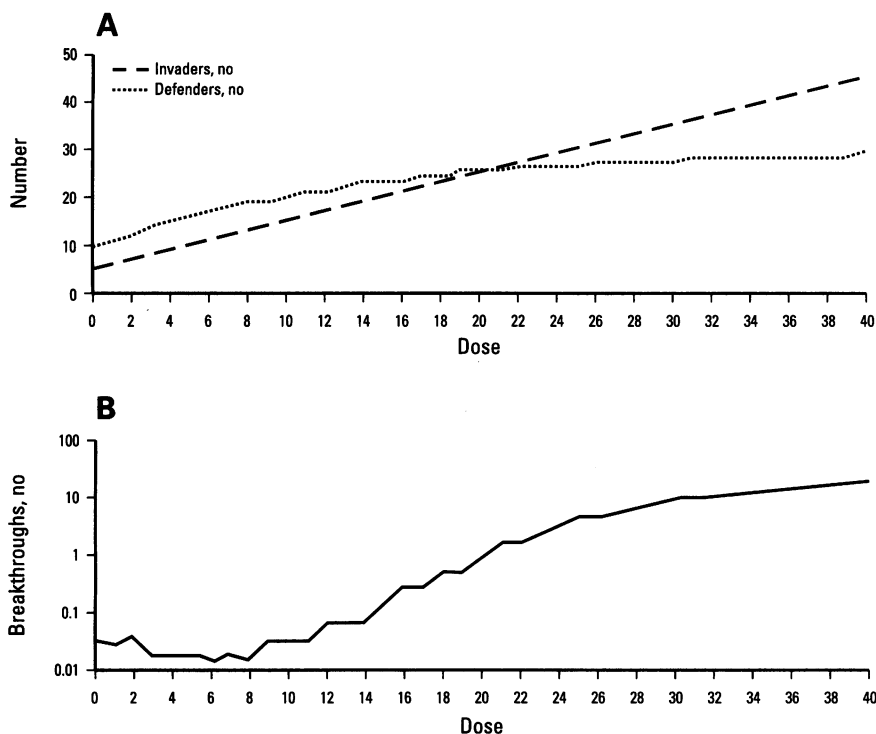 A
50
40
30
20
10
0
Number
Invaders, no
Defenders, no
0 2 4 6 8 10 12 14 16 18 20 22 24 26 28 30 32 34 36 38 40
Dose
B
100
10
1
0.1
0.01
Breakthroughs, no
0 2 4 6 8 10 12 14 16 18 20 22 24 26 28 30 32 34 36 38 40
Dose